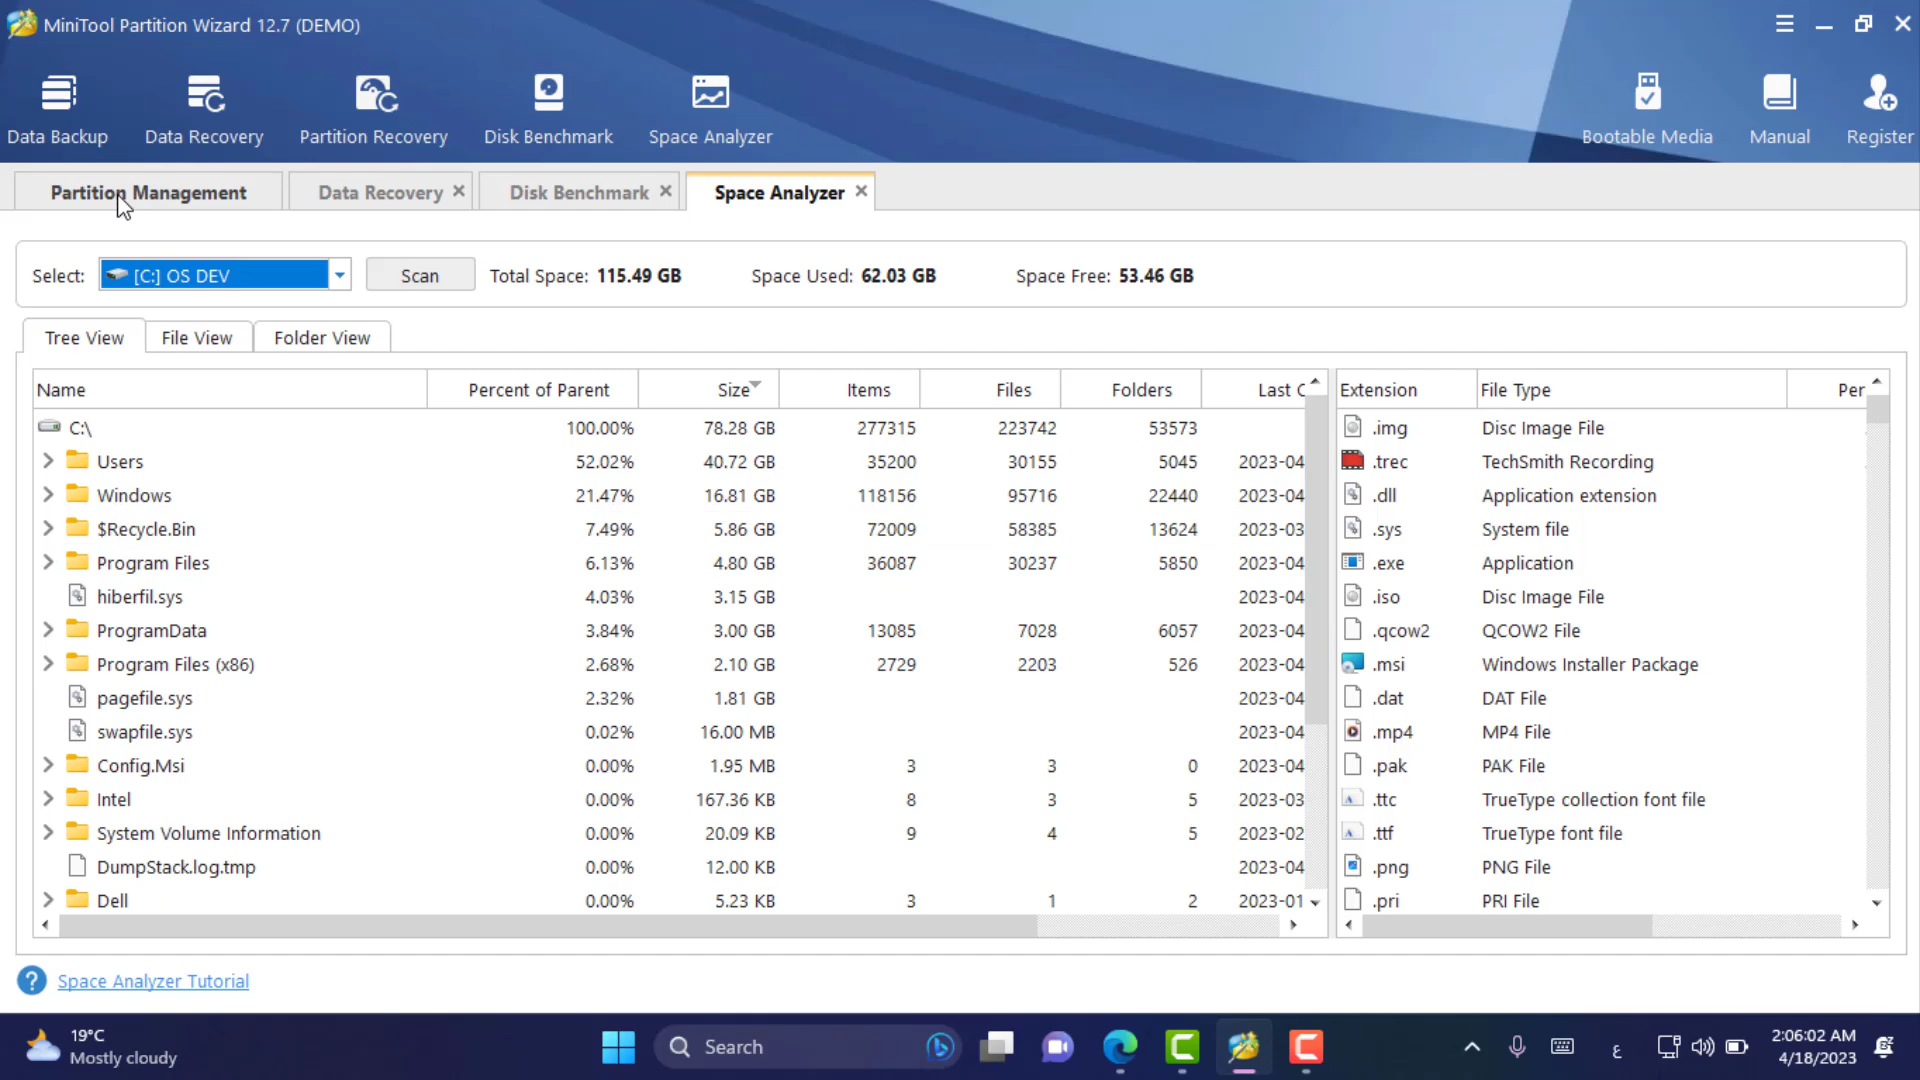 MiniTool Partition Wizard 12.7 (DEMO)
Data Backup Data Recovery Partition Recovery Disk Benchmark Space Analyzer Bootable Media Manual Register
Partition Management Data Recovery Disk Benchmark Space Analyzer
Select: [C:] OS DEV Scan Total Space: 115.49 GB Space Used: 62.03 GB Space Free: 53.46 GB
Tree View File View Folder View
Name Percent of Parent Size Items Files Folders Last C Extension File Type Per
C:\ 100.00% 78.28 GB 277315 223742 53573 .img Disc Image File
Users 52.02% 40.72 GB 35200 30155 5045 2023-04 .trec TechSmith Recording
Windows 21.47% 16.81 GB 118156 95716 22440 2023-04 .dll Application extension
$Recycle.Bin 7.49% 5.86 GB 72009 58385 13624 2023-03 .sys System file
Program Files 6.13% 4.80 GB 36087 30237 5850 2023-04 .exe Application
hiberfil.sys 4.03% 3.15 GB 2023-04 .iso Disc Image File
ProgramData 3.84% 3.00 GB 13085 7028 6057 2023-04 .qcow2 QCOW2 File
Program Files (x86) 2.68% 2.10 GB 2729 2203 526 2023-04 .msi Windows Installer Package
pagefile.sys 2.32% 1.81 GB 2023-04 .dat DAT File
swapfile.sys 0.02% 16.00 MB 2023-04 .mp4 MP4 File
Config.Msi 0.00% 1.95 MB 3 3 0 2023-04 .pak PAK File
Intel 0.00% 167.36 KB 8 3 5 2023-03 .ttc TrueType collection font file
System Volume Information 0.00% 20.09 KB 9 4 5 2023-02 .ttf TrueType font file
DumpStack.log.tmp 0.00% 12.00 KB 2023-04 .png PNG File
Dell 0.00% 5.23 KB 3 1 2 2023-01 .pri PRI File
? Space Analyzer Tutorial
19°C
Mostly cloudy
Search
ع
2:06:02 AM
4/18/2023